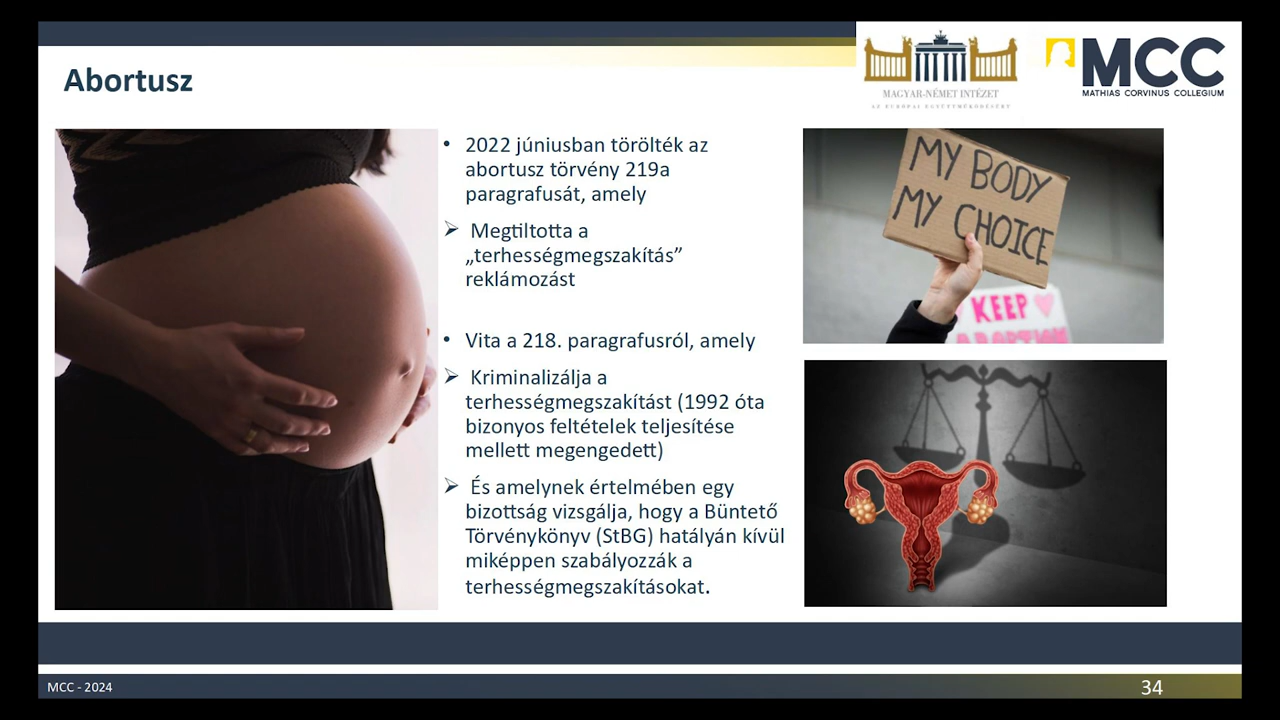 Abortusz
MAGYAR-NÉMET INTÉZET
AZ EURÓPAI EGYÜTTMŰKÖDÉSÉRT
MCC
MATHIAS CORVINUS COLLEGIUM
• 2022 júniusban törölték az
abortusz törvény 219a
paragrafusát, amely
➢ Megtiltotta a
„terhességmegszakítás”
reklámozást
• Vita a 218. paragrafusról, amely
➢ Kriminalizálja a
terhességmegszakítást (1992 óta
bizonyos feltételek teljesítése
mellett megengedett)
➢ És amelynek értelmében egy
bizottság vizsgálja, hogy a Büntető
Törvénykönyv (StBG) hatályán kívül
miképpen szabályozzák a
terhességmegszakításokat.
MY BODY
MY CHOICE
KEEP
ABORTION
MCC - 2024
34